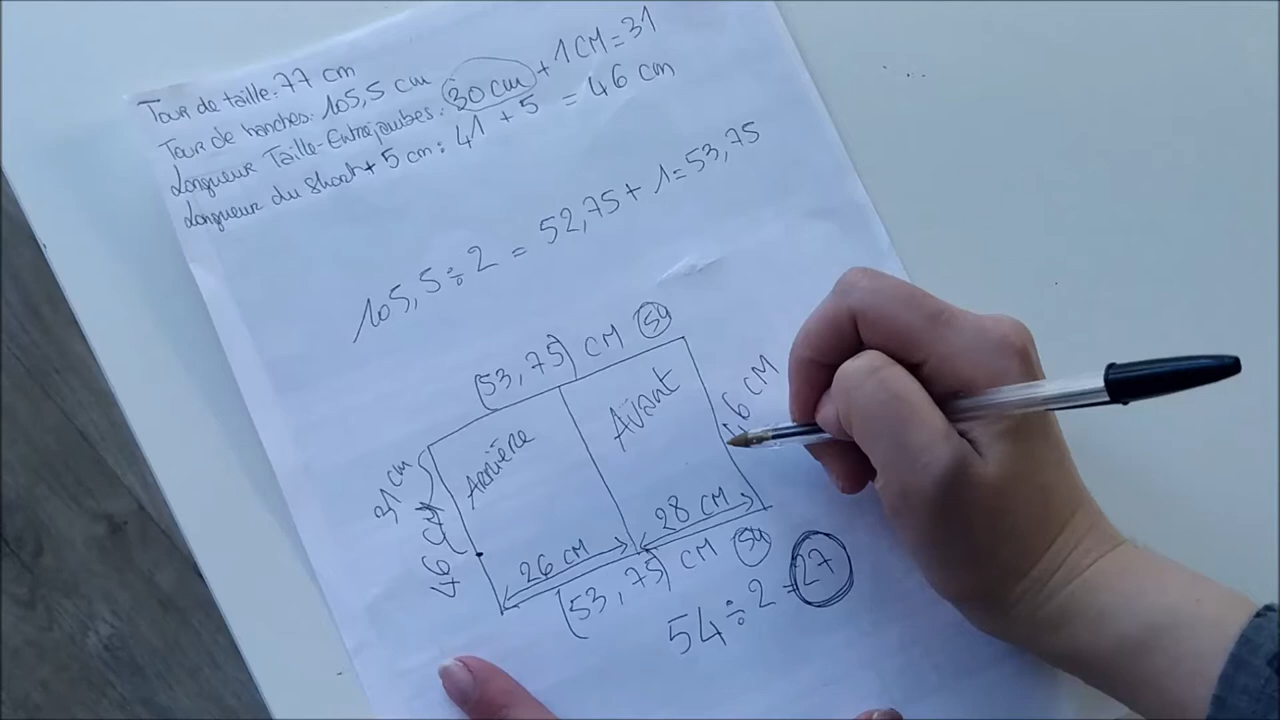 Tour de taille: 77 cm
Tour de hanches: 105,5 cm
Longueur Taille-Entrejambes: 30 cm + 1 CM = 31
Longueur du Short + 5 cm: 41 + 5 = 46 cm
105,5 ÷ 2 = 52,75 + 1 = 53,75
(53,75) CM 54
31 cm
46 CM
Arrière
Avant
46 CM
26 CM
28 CM
(53,75) CM 54
54 ÷ 2 = 27